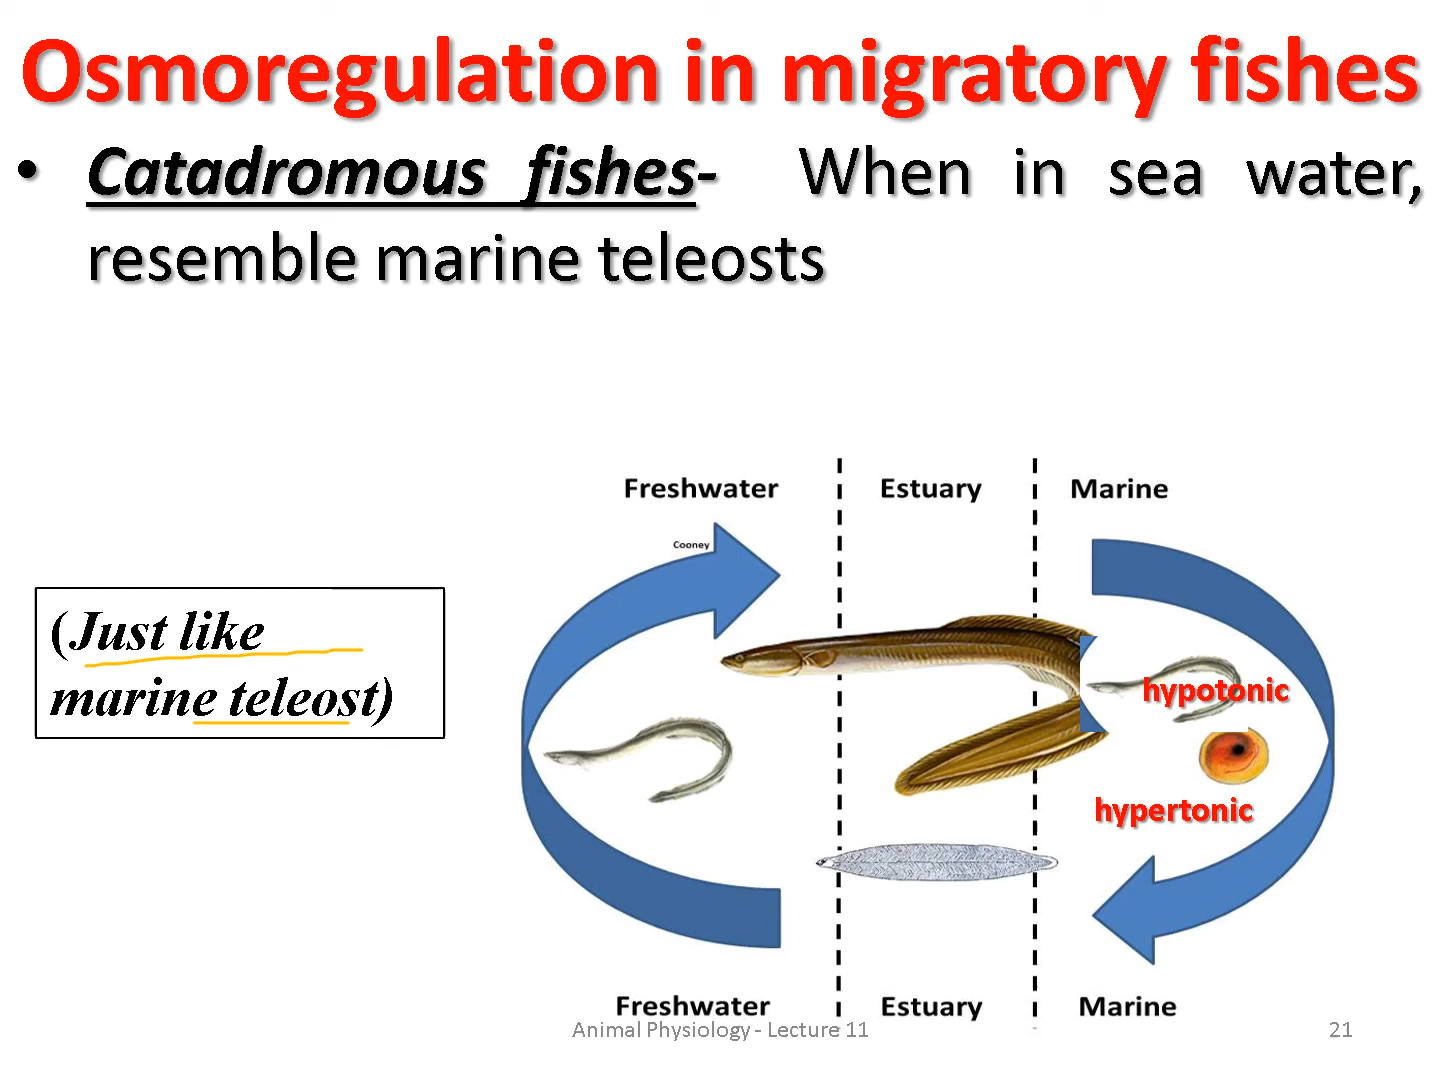 Osmoregulation in migratory fishes
• Catadromous fishes- When in sea water,
resemble marine teleosts
Freshwater Estuary Marine
Cooney
(Just like
marine teleost)
hypotonic
hypertonic
Freshwater Estuary Marine
Animal Physiology - Lecture 11 21